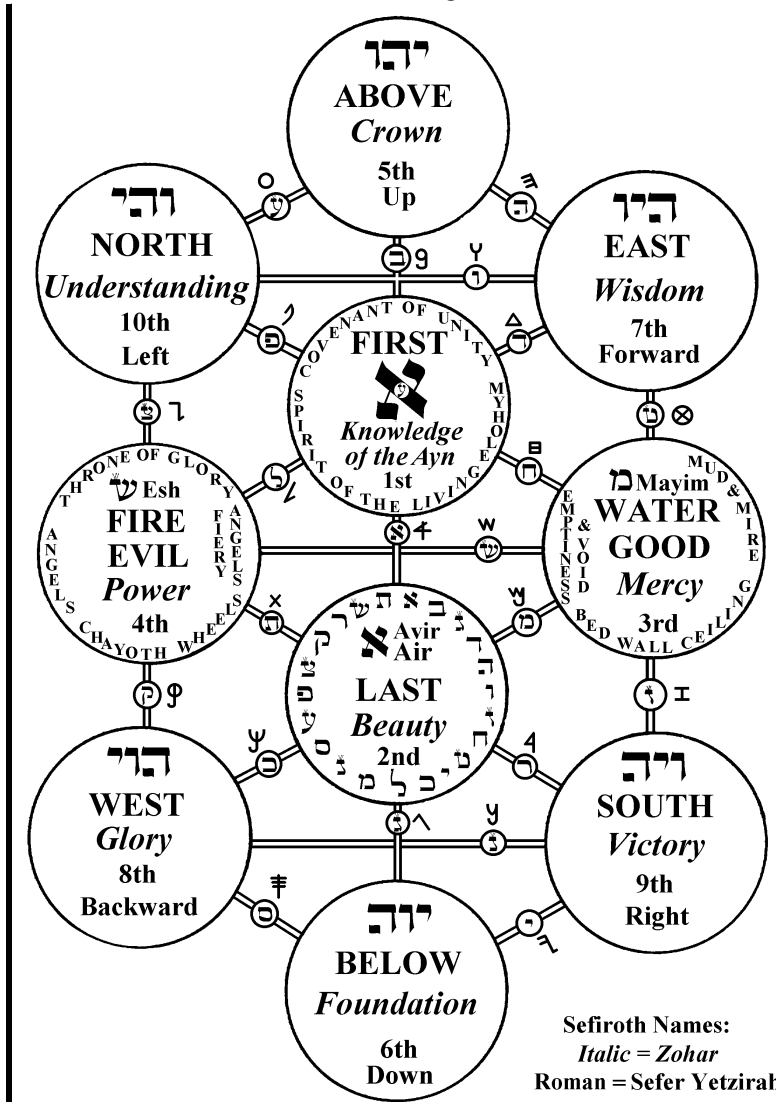 יהו
ABOVE
Crown
5th
Up
והי
NORTH
Understanding
10th
Left
היו
EAST
Wisdom
7th
Forward
ע
ה
ב
ו
פ
ד
COVENANT OF UNITY
MYHOLE
SPIRIT OF THE LIVING E
FIRST
א
ע
Knowledge
of the Ayn
1st
צ
ט
ל
ח
THRONE OF GLORY
ANGELS CHAYOTH WHEELS
FIERY
ANGELS
ש Esh
FIRE
EVIL
Power
4th
MUD & MIRE
EMPTINESS
& VOID
BED WALL CEILING
מ Mayim
WATER
GOOD
Mercy
3rd
א
ש
ת
מ
א ב ג ד ה ו ז ח ט י כ ל מ נ ס ע פ צ ק ר ש ת
א Avir
Air
LAST
Beauty
2nd
ק
ז
כ
ר
הוי
WEST
Glory
8th
Backward
ויה
SOUTH
Victory
9th
Right
ג
נ
ס
י
יוה
BELOW
Foundation
6th
Down
Sefiroth Names:
Italic = Zohar
Roman = Sefer Yetzirah